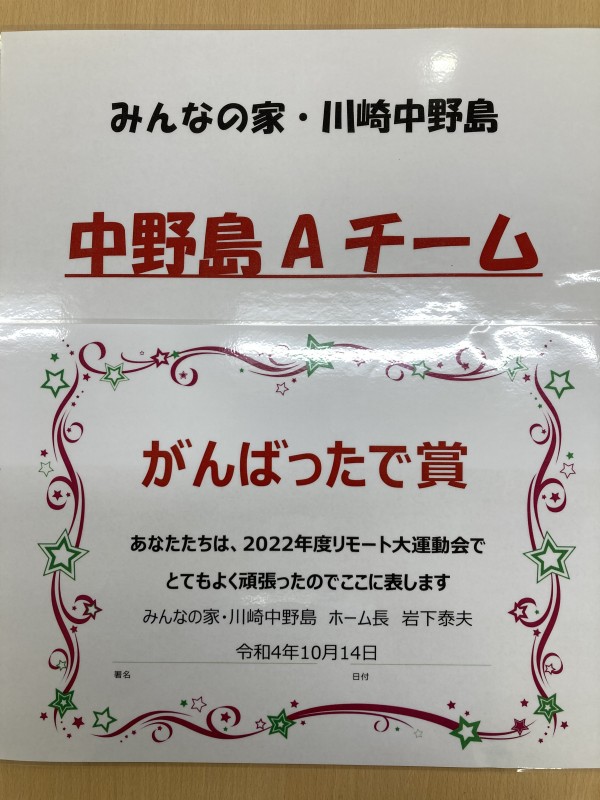 みんなの家・川崎中野島
中野島Aチーム
がんばったで賞
あなたたちは、2022年度リモート大運動会で
とてもよく頑張ったのでここに表します
みんなの家・川崎中野島 ホーム長 岩下泰夫
令和4年10月14日
署名 日付